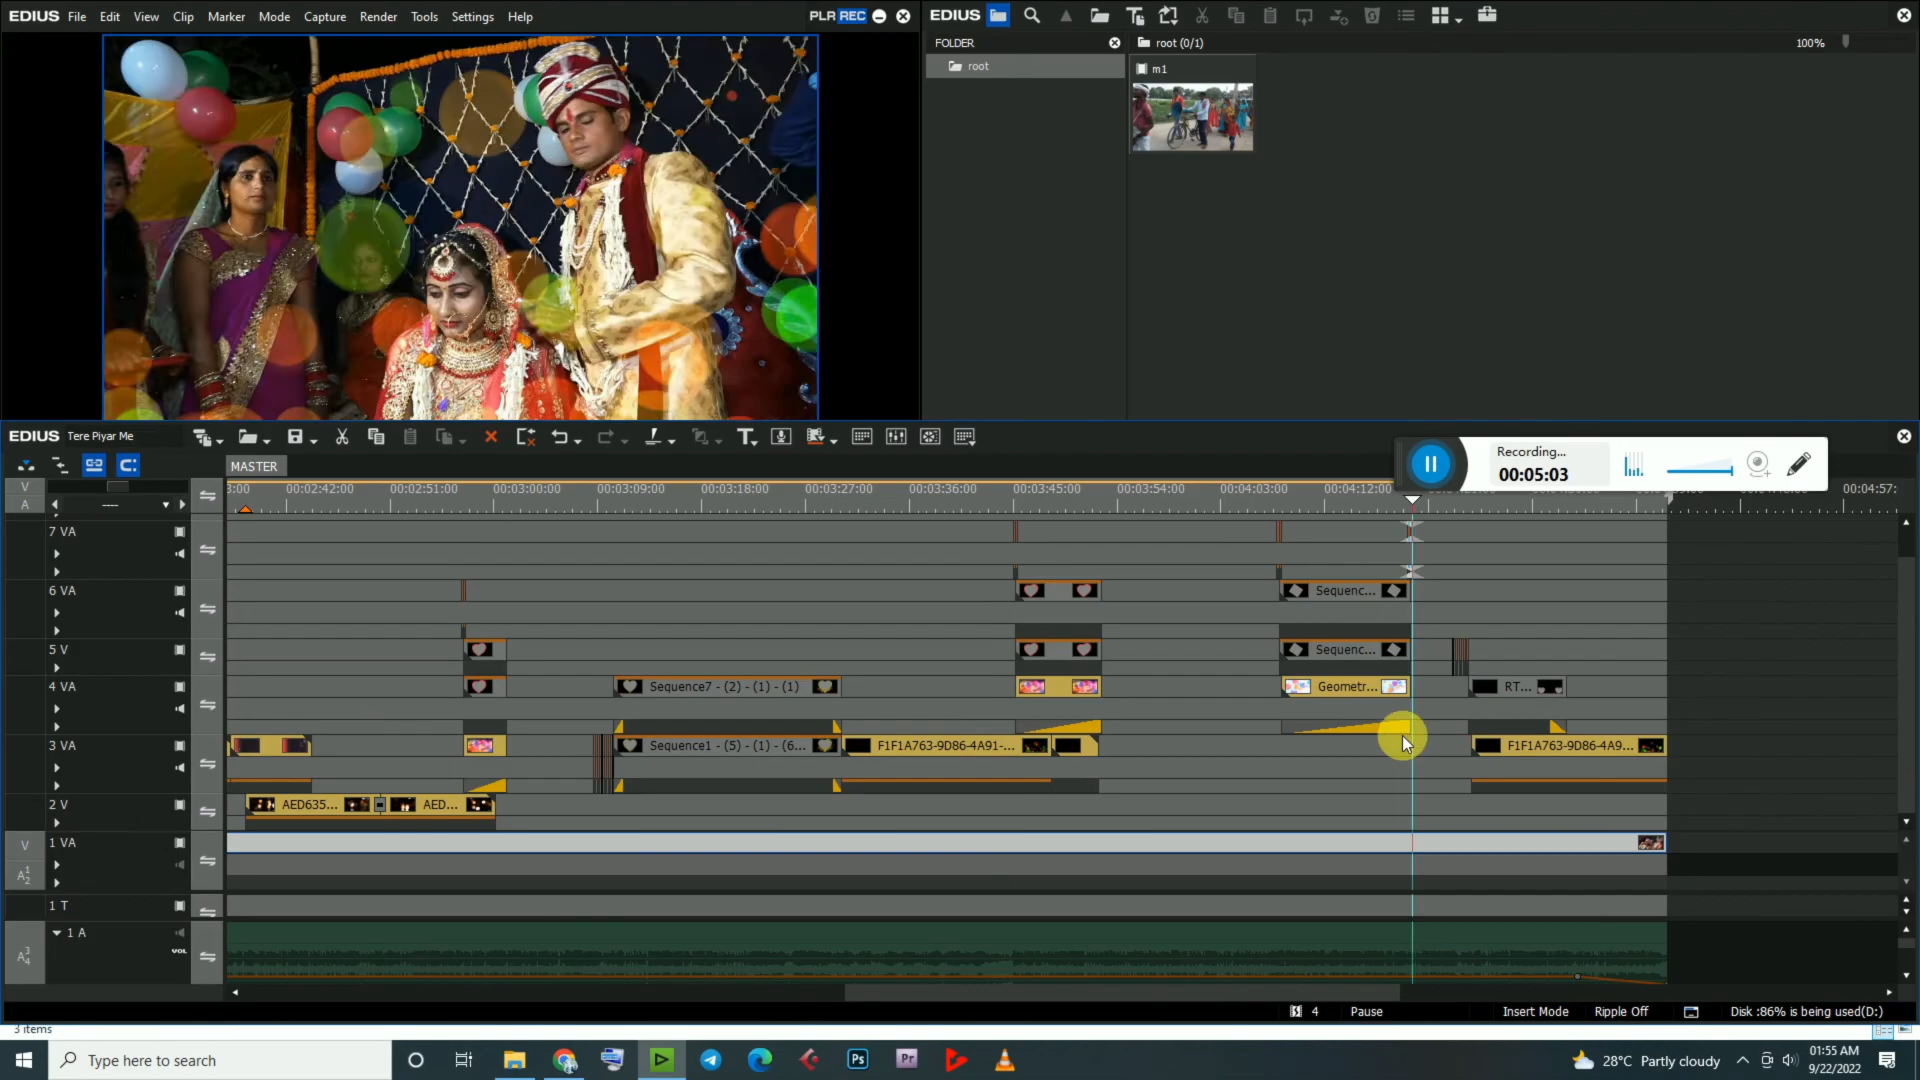 EDIUS File Edit View Clip Marker Mode Capture Render Tools Settings Help PLR REC
EDIUS
FOLDER
root
root (0/1)
100%
m1
EDIUS Tere Piyar Me
Recording...
00:05:03
MASTER
3:00 00:02:42:00 00:02:51:00 00:03:00:00 00:03:09:00 00:03:18:00 00:03:27:00 00:03:36:00 00:03:45:00 00:03:54:00 00:04:03:00 00:04:12:00 00:04:57:
V
A
----
7 VA
6 VA
Sequenc...
5 V
Sequenc...
4 VA
Sequence7 - (2) - (1) - (1)
Geometr...
RT...
3 VA
Sequence1 - (5) - (1) - (6...
F1F1A763-9D86-4A91-...
F1F1A763-9D86-4A9...
2 V
AED635...
AED...
V
1 VA
A12
1 T
1 A
VOL
A34
4 Pause Insert Mode Ripple Off Disk :86% is being used(D:)
3 items
Type here to search
Ps
Pr
28°C Partly cloudy
01:55 AM
9/22/2022